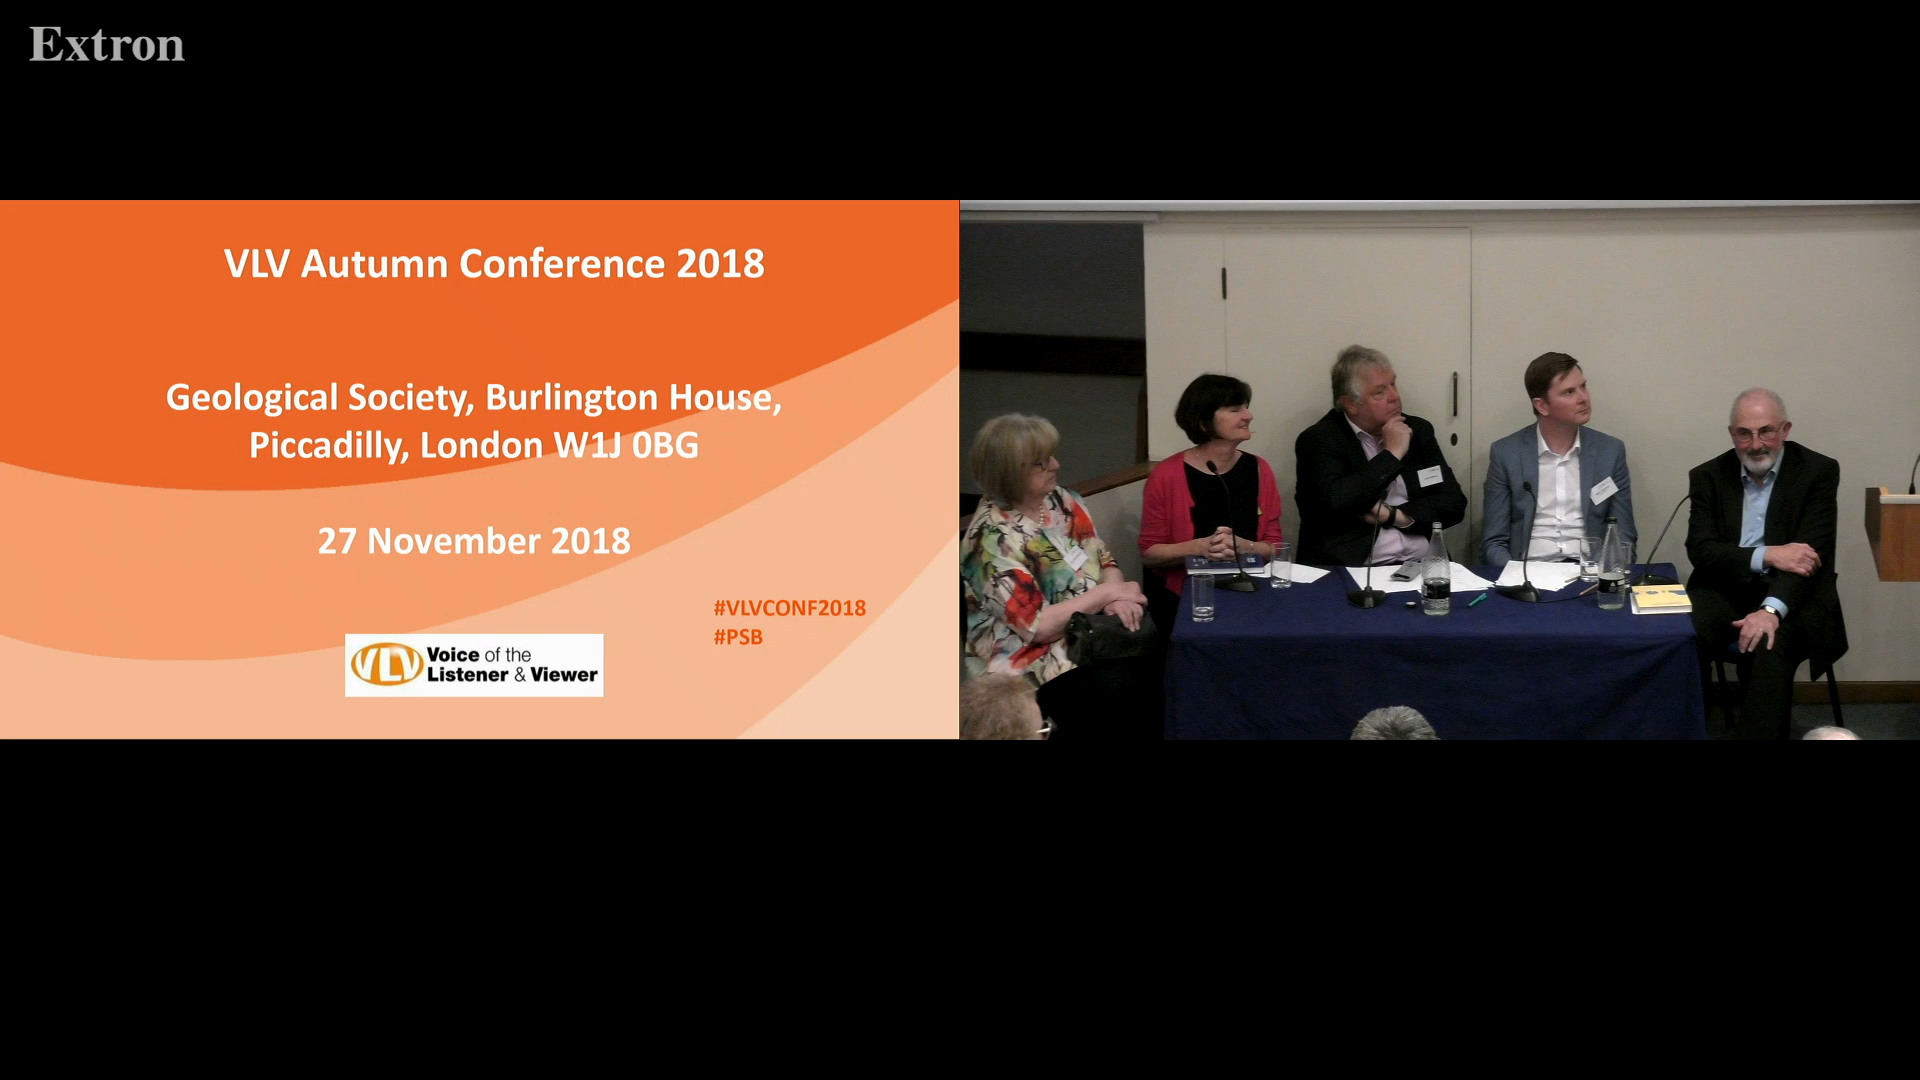 Extron
VLV Autumn Conference 2018
Geological Society, Burlington House,
Piccadilly, London W1J 0BG
27 November 2018
#VLVCONF2018
#PSB
VLV Voice of the
Listener & Viewer